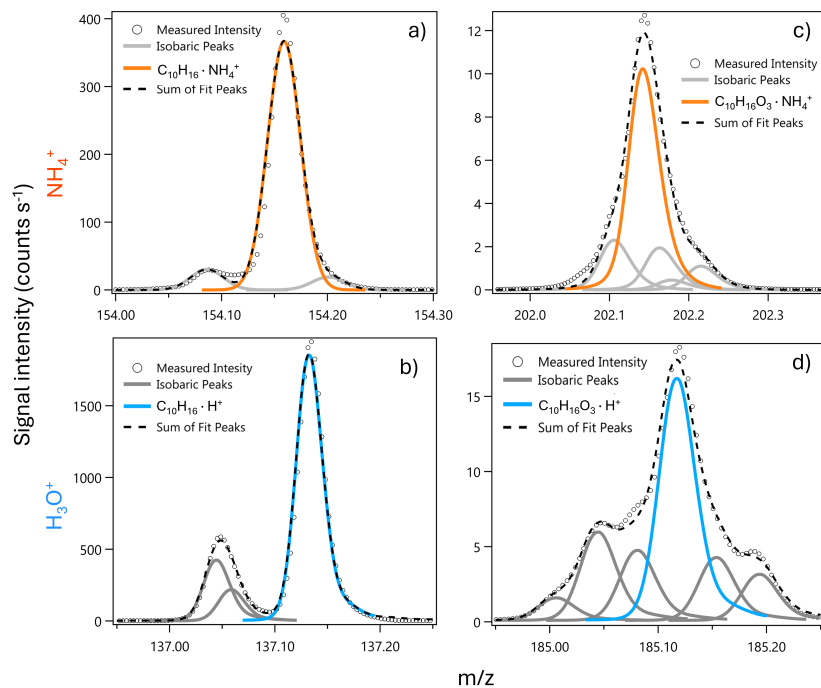 Signal intensity (counts s⁻¹)
NH₄⁺
H₃O⁺
a)
Measured Intensity
Isobaric Peaks
C₁₀H₁₆ · NH₄⁺
Sum of Fit Peaks
400
300
200
100
0
154.00
154.10
154.20
154.30
c)
Measured Intensity
Isobaric Peaks
C₁₀H₁₆O₃ · NH₄⁺
Sum of Fit Peaks
12
10
8
6
4
2
0
202.0
202.1
202.2
202.3
b)
Measured Intesity
Isobaric Peaks
C₁₀H₁₆ · H⁺
Sum of Fit Peaks
1500
1000
500
0
137.00
137.10
137.20
d)
Measured Intensity
Isobaric Peaks
C₁₀H₁₆O₃ · H⁺
Sum of Fit Peaks
15
10
5
0
185.00
185.10
185.20
m/z